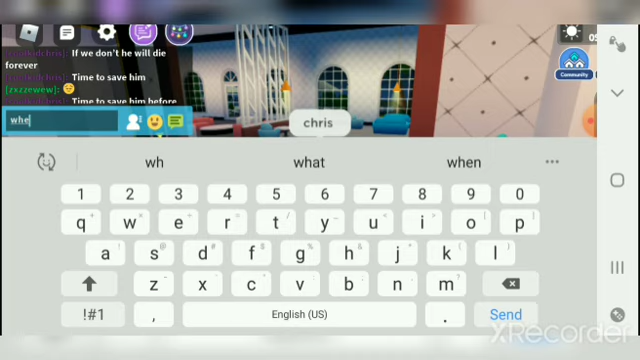 If we don't he will die
forever
Time to save him
[zxzzewew]:
Time to save him before
05
Community
whe
chris
wh what when
1 2 3 4 5 6 7 8 9 0
q w e r t y u i o p
a s d f g h j k l
z x c v b n m
!#1 , English (US) . Send
XRecorder